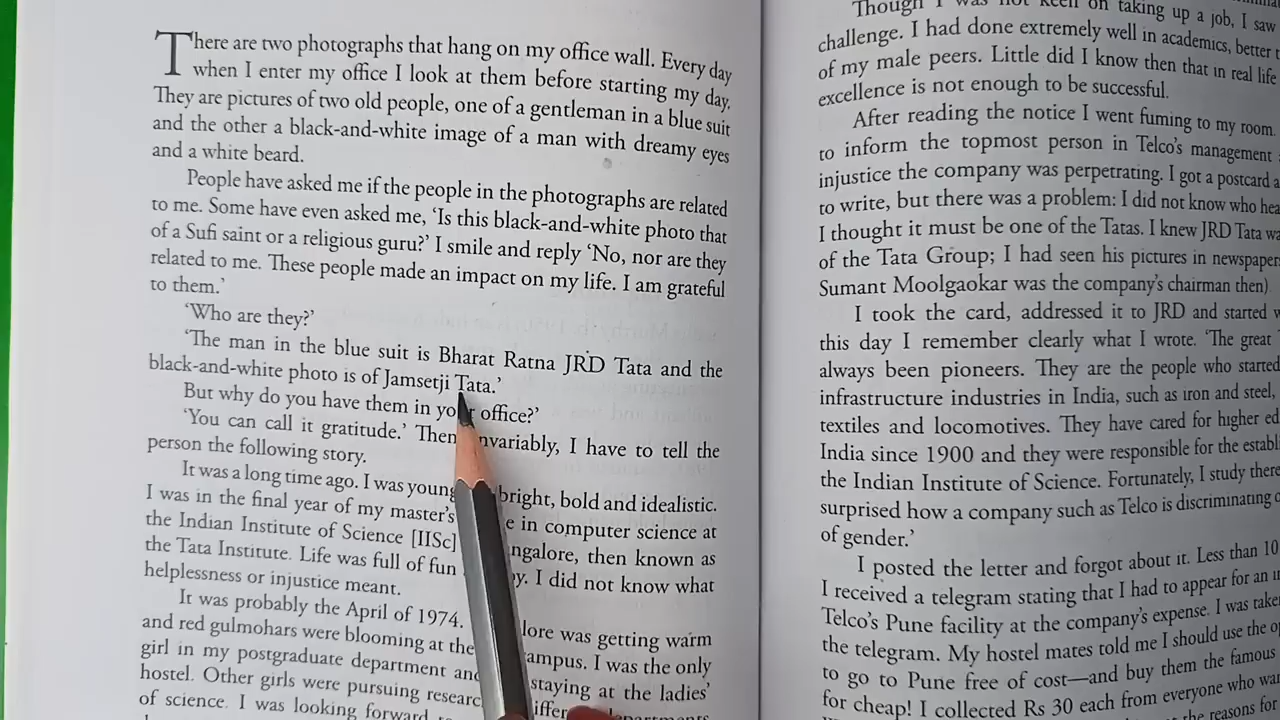 There are two photographs that hang on my office wall. Every day
when I enter my office I look at them before starting my day.
They are pictures of two old people, one of a gentleman in a blue suit
and the other a black-and-white image of a man with dreamy eyes
and a white beard.
People have asked me if the people in the photographs are related
to me. Some have even asked me, ‘Is this black-and-white photo that
of a Sufi saint or a religious guru?’ I smile and reply ‘No, nor are they
related to me. These people made an impact on my life. I am grateful
to them.’
‘Who are they?’
‘The man in the blue suit is Bharat Ratna JRD Tata and the
black-and-white photo is of Jamsetji Tata.’
But why do you have them in your office?’
‘You can call it gratitude.’ Then invariably, I have to tell the
person the following story.
It was a long time ago. I was young bright, bold and idealistic.
I was in the final year of my master’s in computer science at
the Indian Institute of Science [IISc] then known as
the Tata Institute. Life was full of fun I did not know what
helplessness or injustice meant.
It was probably the April of 1974. was getting warm
and red gulmohars were blooming at the campus. I was the only
girl in my postgraduate department and staying at the ladies’
hostel. Other girls were pursuing
of science. I was looking forward
Though I was not keen on taking up a job, I saw
challenge. I had done extremely well in academics, better
of my male peers. Little did I know then that in real life
excellence is not enough to be successful.
After reading the notice I went fuming to my room.
to inform the topmost person in Telco’s management
injustice the company was perpetrating. I got a postcard
to write, but there was a problem: I did not know who
I thought it must be one of the Tatas. I knew JRD Tata
of the Tata Group; I had seen his pictures in
Sumant Moolgaokar was the company’s chairman then)
I took the card, addressed it to JRD and started
this day I remember clearly what I wrote. ‘The great
always been pioneers. They are the people who started
infrastructure industries in India, such as iron and steel,
textiles and locomotives. They have cared for higher
India since 1900 and they were responsible for the
the Indian Institute of Science. Fortunately, I study there
surprised how a company such as Telco is discriminating
of gender.’
I posted the letter and forgot about it. Less than 10
I received a telegram stating that I had to appear for an
Telco’s Pune facility at the company’s expense. I was
the telegram. My hostel mates told me I should use the
to go to Pune free of cost—and buy them the famous
for cheap! I collected Rs 30 each from everyone who
the reasons for